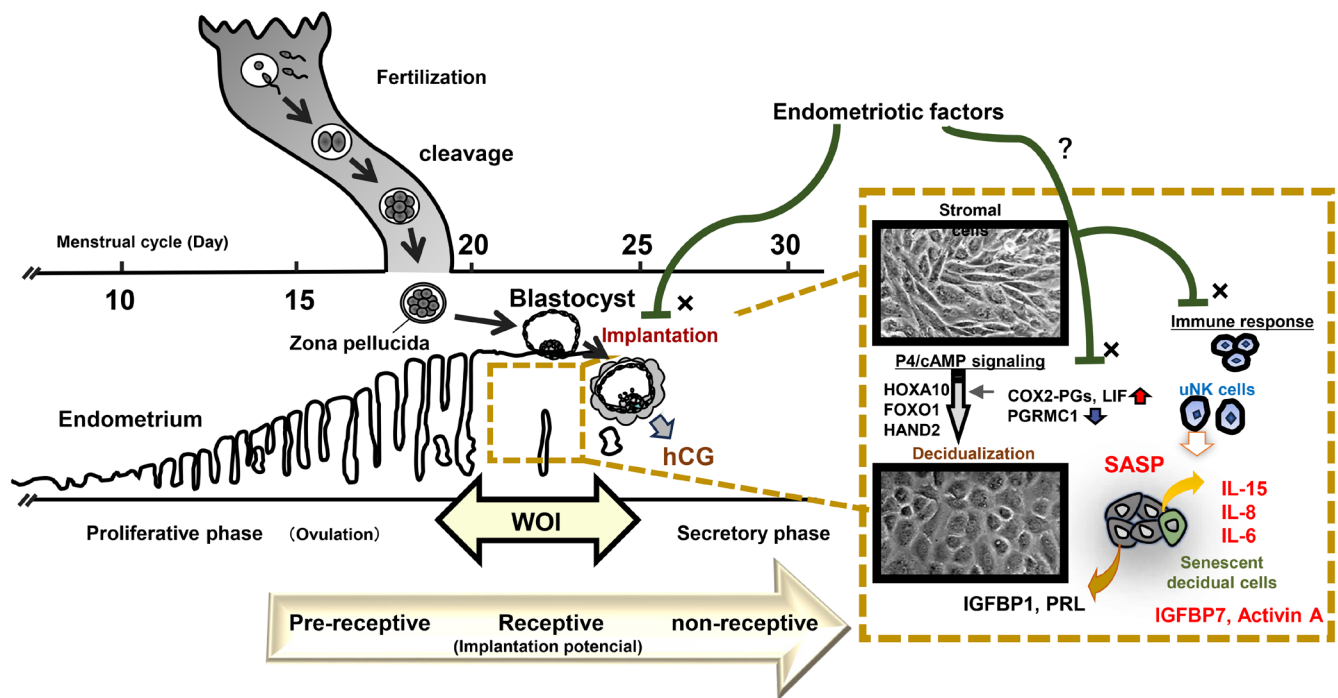 Fertilization
cleavage
Endometriotic factors
?
Menstrual cycle (Day)
10
15
20
25
30
Zona pellucida
Blastocyst
×
Implantation
Endometrium
hCG
WOI
Proliferative phase
(Ovulation)
Secretory phase
Pre-receptive
Receptive
(Implantation potencial)
non-receptive
Stromal
cells
P4/cAMP signaling
HOXA10
FOXO1
HAND2
×
COX2-PGs, LIF
PGRMC1
Decidualization
IGFBP1, PRL
×
Immune response
uNK cells
SASP
IL-15
IL-8
IL-6
Senescent
decidual cells
IGFBP7, Activin A